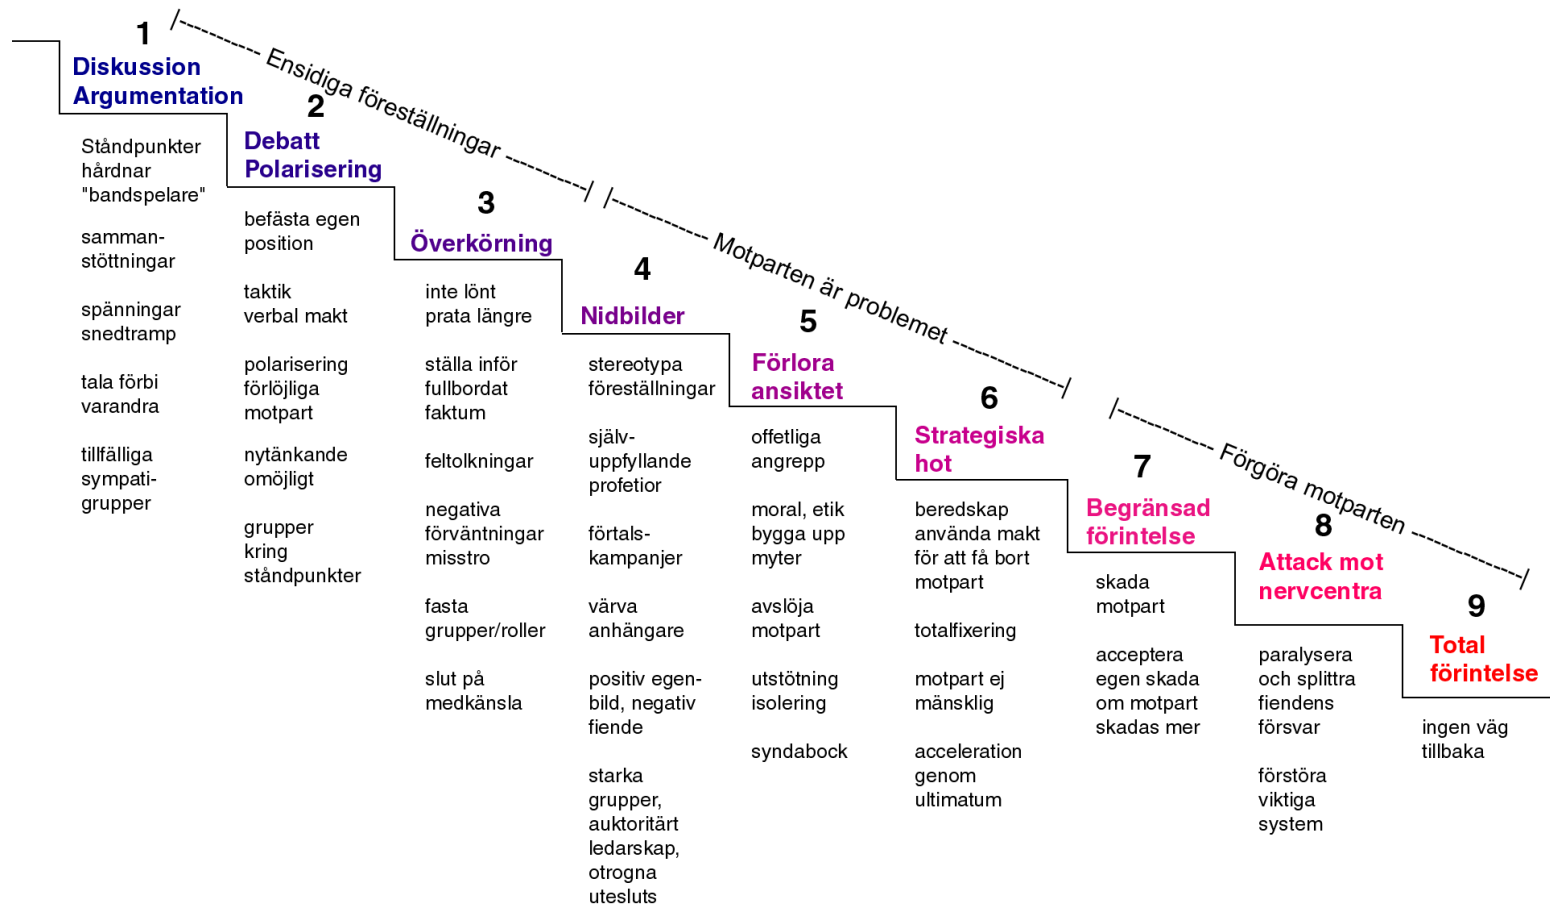 1
Diskussion
Argumentation
Ståndpunkter
hårdnar
"bandspelare"
samman-
stöttningar
spänningar
snedtramp
tala förbi
varandra
tillfälliga
sympati-
grupper
Ensidiga föreställningar
2
Debatt
Polarisering
befästa egen
position
taktik
verbal makt
polarisering
förlöjliga
motpart
nytänkande
omöjligt
grupper
kring
ståndpunkter
3
Överkörning
inte lönt
prata längre
ställa inför
fullbordat
faktum
feltolkningar
negativa
förväntningar
misstro
fasta
grupper/roller
slut på
medkänsla
Motparten är problemet
4
Nidbilder
stereotypa
föreställningar
själv-
uppfyllande
profetior
förtals-
kampanjer
värva
anhängare
positiv egen-
bild, negativ
fiende
starka
grupper,
auktoritärt
ledarskap,
otrogna
utesluts
5
Förlora
ansiktet
offetliga
angrepp
moral, etik
bygga upp
myter
avslöja
motpart
utstötning
isolering
syndabock
6
Strategiska
hot
beredskap
använda makt
för att få bort
motpart
totalfixering
motpart ej
mänsklig
acceleration
genom
ultimatum
Förgöra motparten
7
Begränsad
förintelse
skada
motpart
acceptera
egen skada
om motpart
skadas mer
8
Attack mot
nervcentra
paralysera
och splittra
fiendens
försvar
förstöra
viktiga
system
9
Total
förintelse
ingen väg
tillbaka